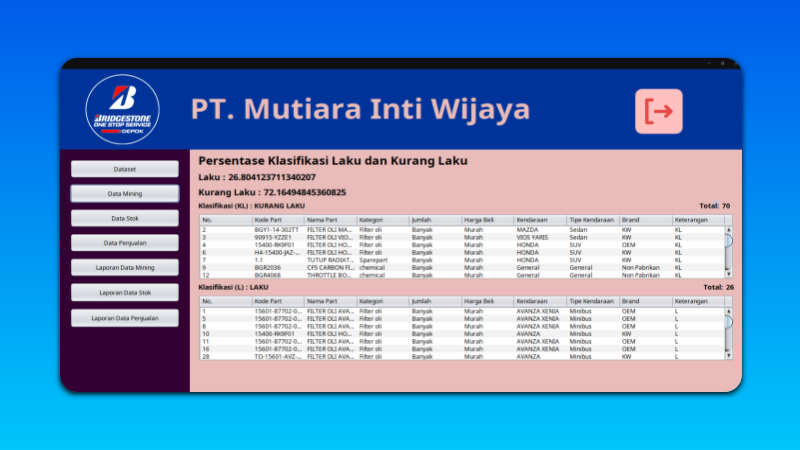 BRIDGESTONE
ONE STOP SERVICE
DEPOK
PT. Mutiara Inti Wijaya
Dataset
Data Mining
Data Stok
Data Penjualan
Laporan Data Mining
Laporan Data Stok
Laporan Data Penjualan
Persentase Klasifikasi Laku dan Kurang Laku
Laku : 26.804123711340207
Kurang Laku : 72.16494845360825
Klasifikasi (KL) : KURANG LAKU Total: 70
No. Kode Part Nama Part Kategori Jumlah Harga Beli Kendaraan Tipe Kendaraan Brand Keterangan
2 BGY1-14-302TT FILTER OLI MA... Filter oli Banyak Murah MAZDA Sedan KW KL
3 90915-YZZE1 FILTER OLI VIO... Filter oli Banyak Murah VIOS YARIS Sedan KW KL
4 15400-RK9F01 FILTER OLI HO... Filter oli Banyak Murah HONDA SUV OEM KL
6 H4-15400-JAZ-... FILTER OLI HO... Filter oli Banyak Murah HONDA SUV KW KL
7 1.1 TUTUP RADIAT... Sparepart Banyak Murah HONDA SUV KW KL
9 BGR2036 CF5 CARBON FI... chemical Banyak Murah General General Non Pabrikan KL
12 BGR4068 THROTTLE BO... chemical Banyak Murah General General Non Pabrikan KL
Klasifikasi (L) : LAKU Total: 26
No. Kode Part Nama Part Kategori Jumlah Harga Beli Kendaraan Tipe Kendaraan Brand Keterangan
1 15601-87702-0... FILTER OLI AVA... Filter oli Banyak Murah AVANZA XENIA Minibus OEM L
5 15601-87702-0... FILTER OLI AVA... Filter oli Banyak Murah AVANZA XENIA Minibus OEM L
8 15601-87702-0... FILTER OLI AVA... Filter oli Banyak Murah AVANZA XENIA Minibus OEM L
10 15400-RK9F01 FILTER OLI HO... Filter oli Banyak Murah AVANZA Minibus KW L
11 15601-87702-0... FILTER OLI AVA... Filter oli Banyak Murah AVANZA XENIA Minibus OEM L
16 15601-87702-0... FILTER OLI AVA... Filter oli Banyak Murah AVANZA XENIA Minibus OEM L
28 TO-15601-AVZ-... FILTER OLI AVA... Filter oli Banyak Murah AVANZA Minibus KW L